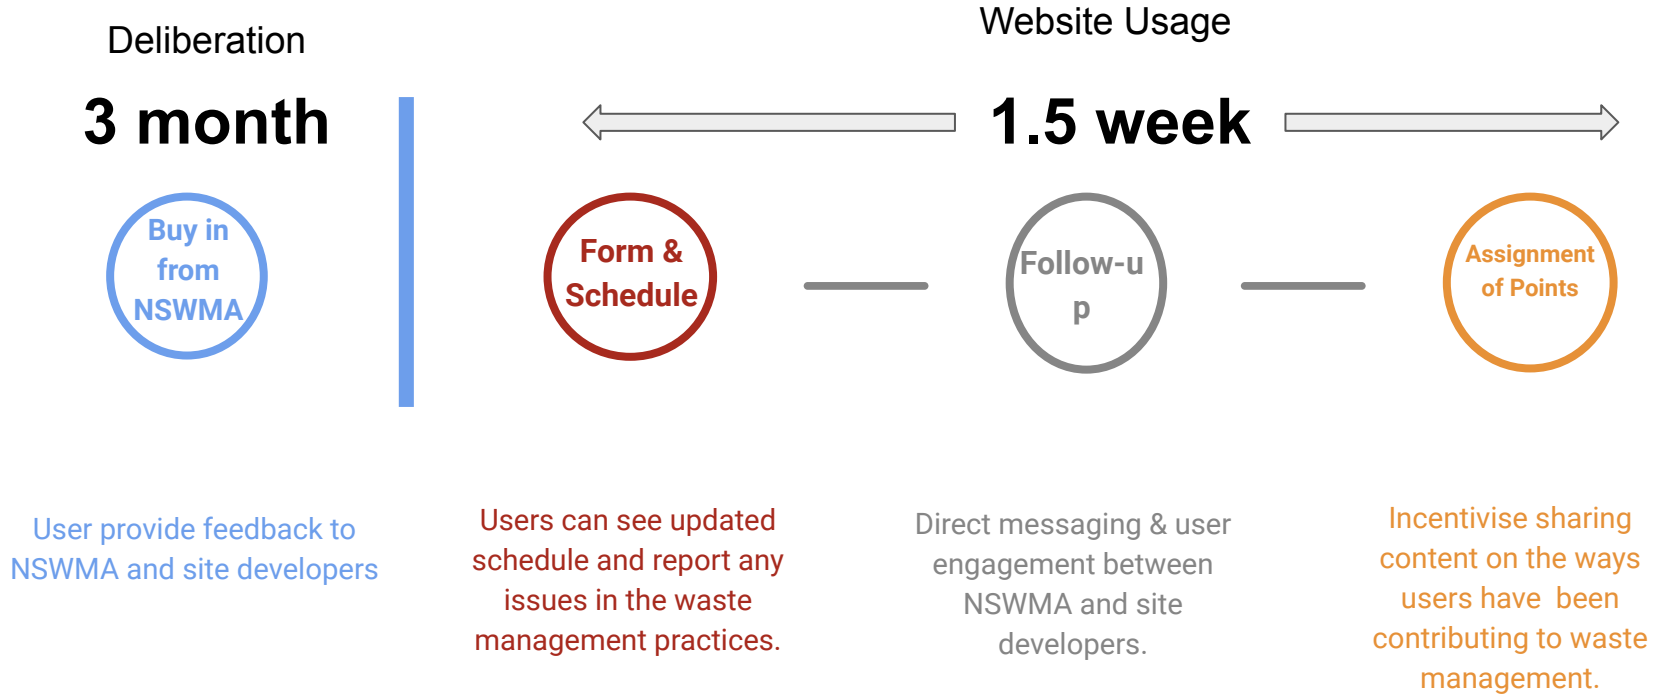 Deliberation
3 month
Website Usage
1.5 week
Buy in
from
NSWMA
Form &
Schedule
Follow-u
p
Assignment
of Points
User provide feedback to
NSWMA and site developers
Users can see updated
schedule and report any
issues in the waste
management practices.
Direct messaging & user
engagement between
NSWMA and site
developers.
Incentivise sharing
content on the ways
users have  been
contributing to waste
management.